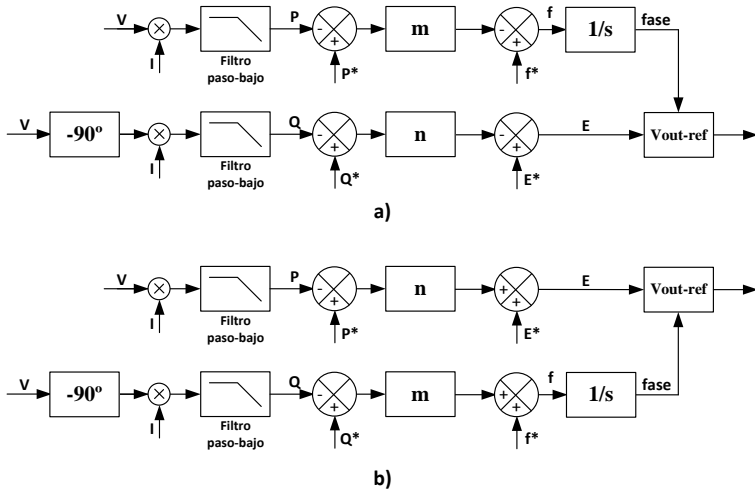 V
I
Filtro
paso-bajo
P
-
+
P*
m
-
+
f*
f
1/s
fase
V
-90º
I
Filtro
paso-bajo
Q
-
+
Q*
n
-
+
E*
E
Vout-ref
a)
V
I
Filtro
paso-bajo
P
-
+
P*
n
+
+
E*
E
Vout-ref
V
-90º
I
Filtro
paso-bajo
Q
-
+
Q*
m
+
+
f*
f
1/s
fase
b)